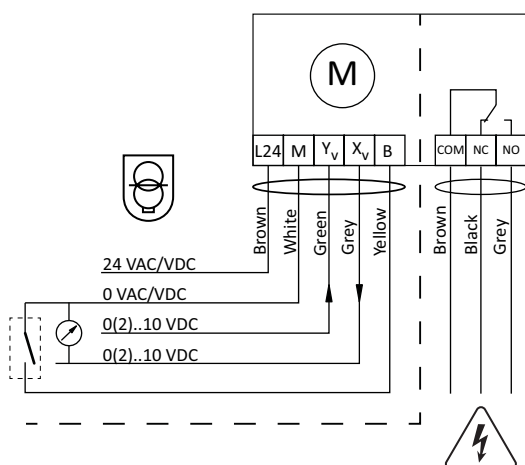 M
L24 M Yv Xv B
COM NC NO
Brown White Green Grey Yellow
Brown Black Grey
24 VAC/VDC
0 VAC/VDC
0(2)..10 VDC
0(2)..10 VDC